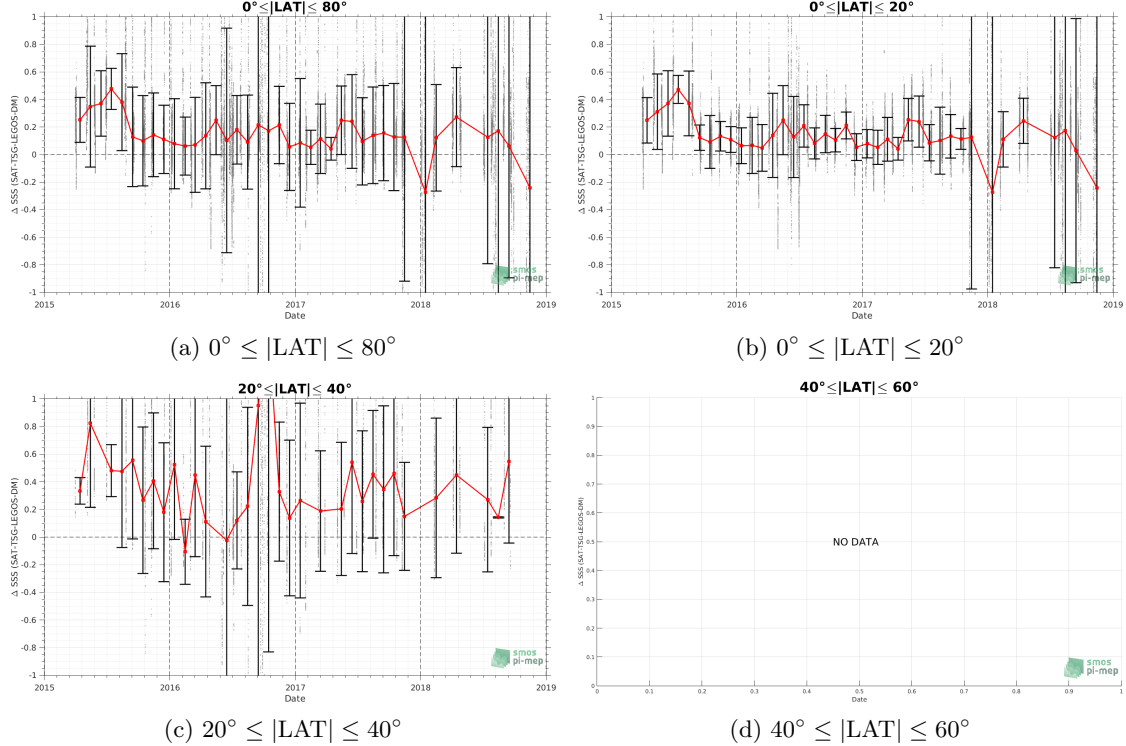 0°≤|LAT|≤ 80°
Δ SSS (SAT-TSG-LEGOS-DM)
1
0.8
0.6
0.4
0.2
0
-0.2
-0.4
-0.6
-0.8
-1
2015 2016 2017 2018 2019
Date
smos
pi-mep
(a) 0° ≤ |LAT| ≤ 80°
0°≤|LAT|≤ 20°
Δ SSS (SAT-TSG-LEGOS-DM)
1
0.8
0.6
0.4
0.2
0
-0.2
-0.4
-0.6
-0.8
-1
2015 2016 2017 2018 2019
Date
smos
pi-mep
(b) 0° ≤ |LAT| ≤ 20°
20°≤|LAT|≤ 40°
Δ SSS (SAT-TSG-LEGOS-DM)
1
0.8
0.6
0.4
0.2
0
-0.2
-0.4
-0.6
-0.8
-1
2015 2016 2017 2018 2019
Date
smos
pi-mep
(c) 20° ≤ |LAT| ≤ 40°
40°≤|LAT|≤ 60°
Δ SSS (SAT-TSG-LEGOS-DM)
1
0.9
0.8
0.7
0.6
0.5
0.4
0.3
0.2
0.1
0
NO DATA
0 0.1 0.2 0.3 0.4 0.5 0.6 0.7 0.8 0.9 1
Date
smos
pi-mep
(d) 40° ≤ |LAT| ≤ 60°